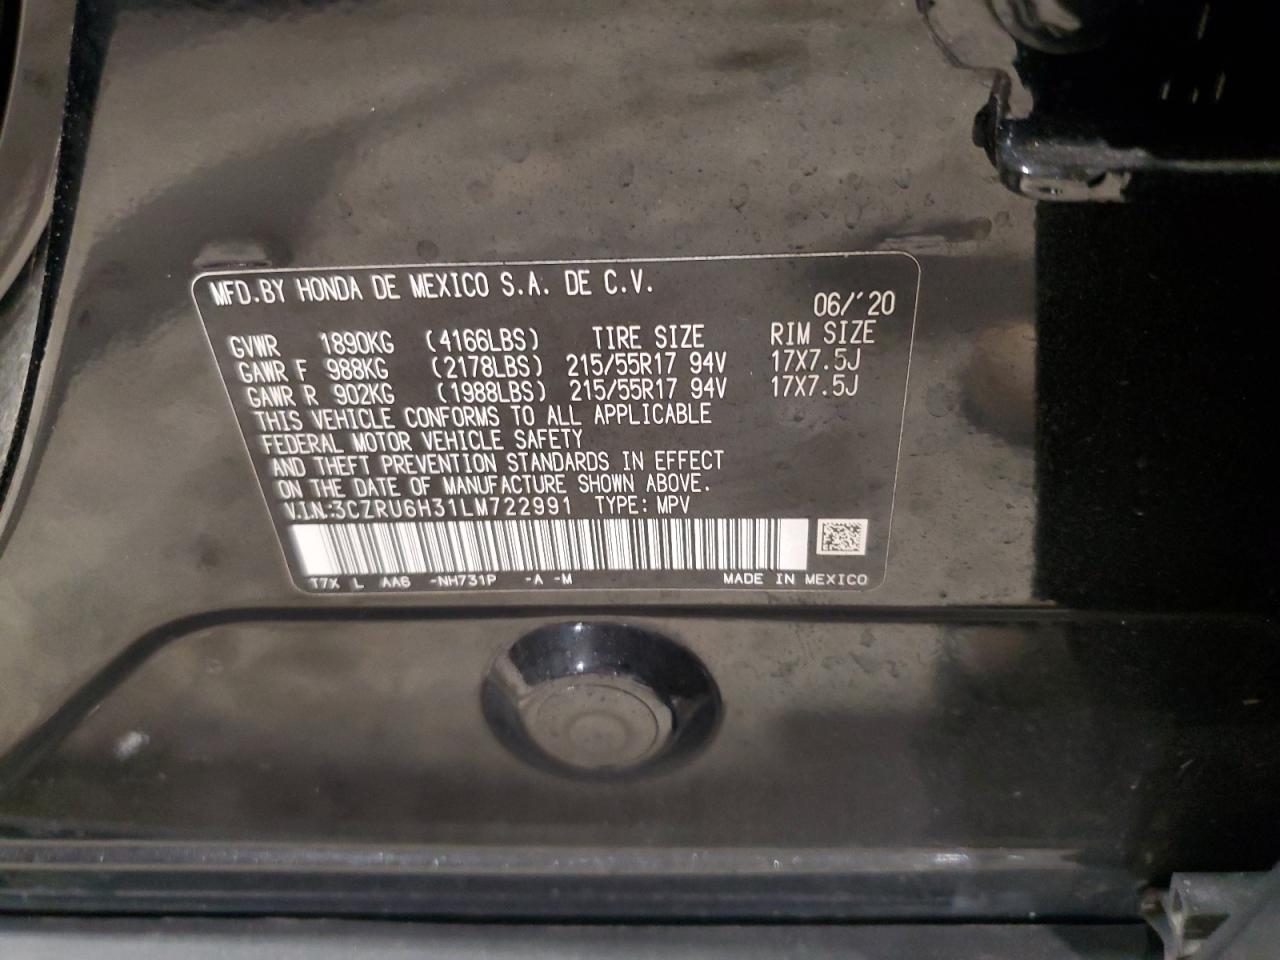 MFD.BY HONDA DE MEXICO S.A. DE C.V.
06/'20
GVWR 1890KG (4166LBS) TIRE SIZE RIM SIZE
GAWR F 988KG (2178LBS) 215/55R17 94V 17X7.5J
GAWR R 902KG (1988LBS) 215/55R17 94V 17X7.5J
THIS VEHICLE CONFORMS TO ALL APPLICABLE
FEDERAL MOTOR VEHICLE SAFETY
AND THEFT PREVENTION STANDARDS IN EFFECT
ON THE DATE OF MANUFACTURE SHOWN ABOVE.
V.I.N.:3CZRU6H31LM722991 TYPE: MPV
T7X L AA6 -NH731P -A -M MADE IN MEXICO